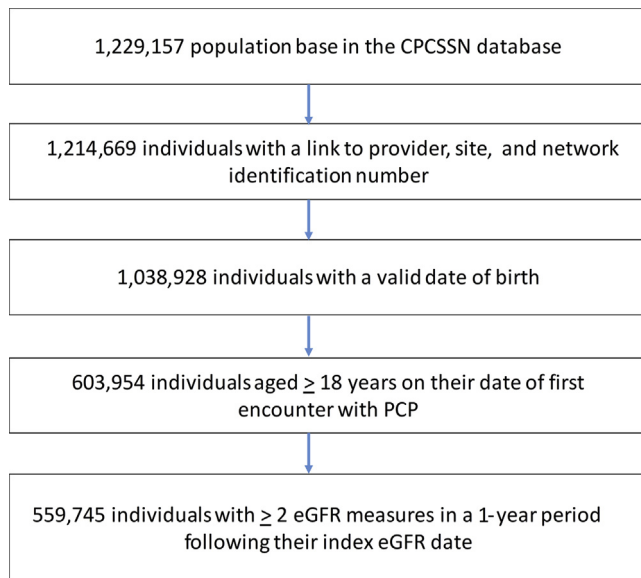 1,229,157 population base in the CPCSSN database
1,214,669 individuals with a link to provider, site, and network
identification number
1,038,928 individuals with a valid date of birth
603,954 individuals aged ≥ 18 years on their date of first
encounter with PCP
559,745 individuals with ≥ 2 eGFR measures in a 1-year period
following their index eGFR date